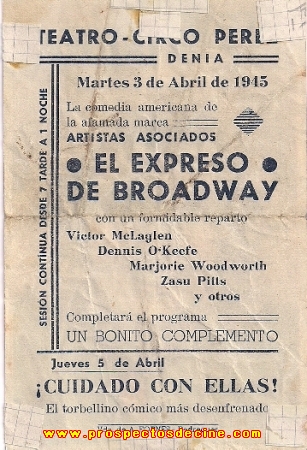 TEATRO-CIRCO PEREZ
DENIA
Martes 3 de Abril de 1945
La comedia americana de
la afamada marca
ARTISTAS ASOCIADOS
EL EXPRESO
DE BROADWAY
con un formidable reparto
Victor McLaglen
Dennis O'Keefe
Marjorie Woodworth
Zasu Pitts
y otros
Completará el programa
UN BONITO COMPLEMENTO
SESIÓN CONTINUA DESDE 7 TARDE A 1 NOCHE
Jueves 5 de Abril
¡CUIDADO CON ELLAS!
El torbellino cómico más desenfrenado
www.prospectosdecine.com